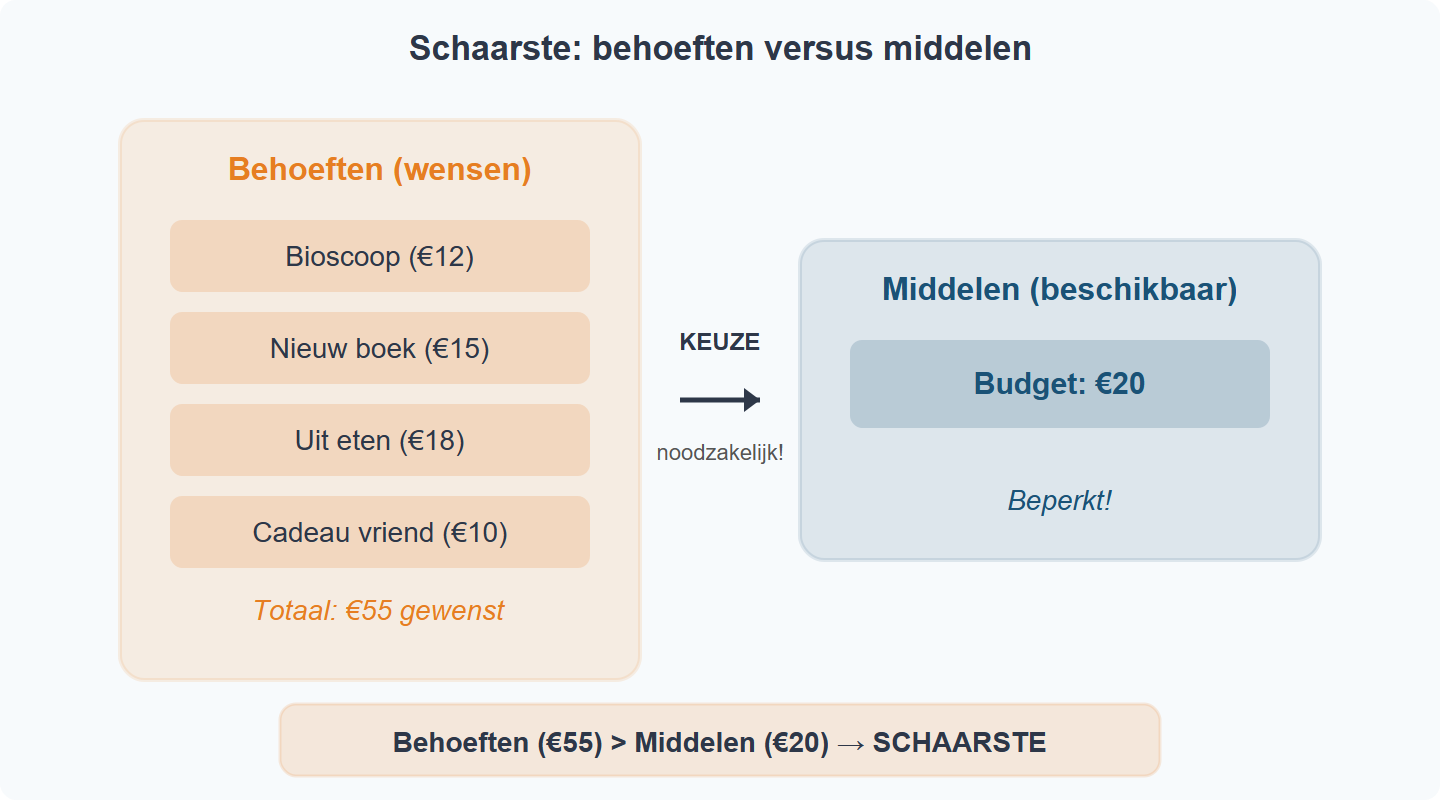 Schaarste: behoeften versus middelen
Behoeften (wensen)
Bioscoop (€12)
Nieuw boek (€15)
Uit eten (€18)
Cadeau vriend (€10)
Totaal: €55 gewenst
KEUZE
noodzakelijk!
Middelen (beschikbaar)
Budget: €20
Beperkt!
Behoeften (€55) > Middelen (€20) → SCHAARSTE